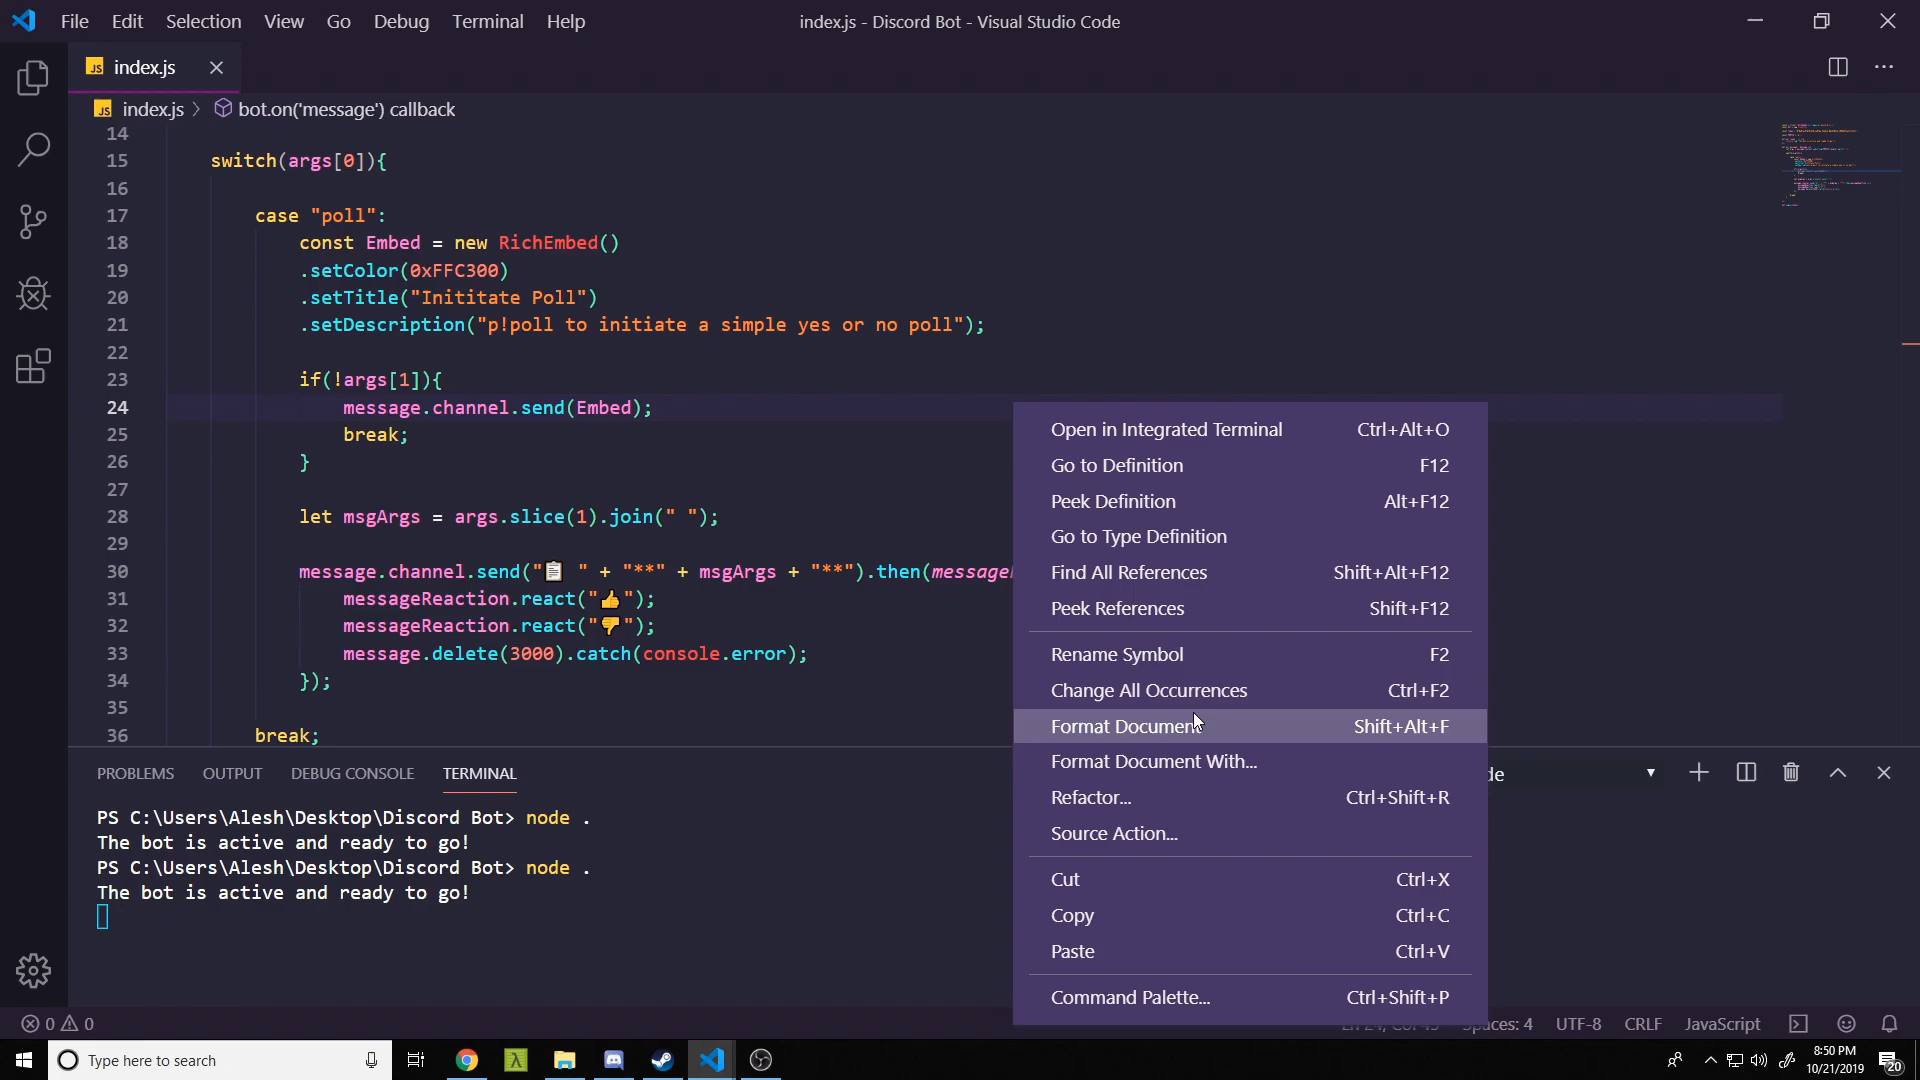 File Edit Selection View Go Debug Terminal Help
index.js - Discord Bot - Visual Studio Code
JS index.js
JS index.js > bot.on('message') callback
14
15 switch(args[0]){
16
17 case "poll":
18 const Embed = new RichEmbed()
19 .setColor(0xFFC300)
20 .setTitle("Inititate Poll")
21 .setDescription("p!poll to initiate a simple yes or no poll");
22
23 if(!args[1]){
24 message.channel.send(Embed);
25 break;
26 }
27
28 let msgArgs = args.slice(1).join(" ");
29
30 message.channel.send("📋 " + "**" + msgArgs + "**").then(message
31 messageReaction.react("👍");
32 messageReaction.react("👎");
33 message.delete(3000).catch(console.error);
34 });
35
36 break;
Open in Integrated Terminal Ctrl+Alt+O
Go to Definition F12
Peek Definition Alt+F12
Go to Type Definition
Find All References Shift+Alt+F12
Peek References Shift+F12
Rename Symbol F2
Change All Occurrences Ctrl+F2
Format Document Shift+Alt+F
Format Document With...
Refactor... Ctrl+Shift+R
Source Action...
Cut Ctrl+X
Copy Ctrl+C
Paste Ctrl+V
Command Palette... Ctrl+Shift+P
PROBLEMS OUTPUT DEBUG CONSOLE TERMINAL
de
PS C:\Users\Alesh\Desktop\Discord Bot> node .
The bot is active and ready to go!
PS C:\Users\Alesh\Desktop\Discord Bot> node .
The bot is active and ready to go!
0 0
Spaces: 4 UTF-8 CRLF JavaScript
Type here to search
8:50 PM
10/21/2019
20